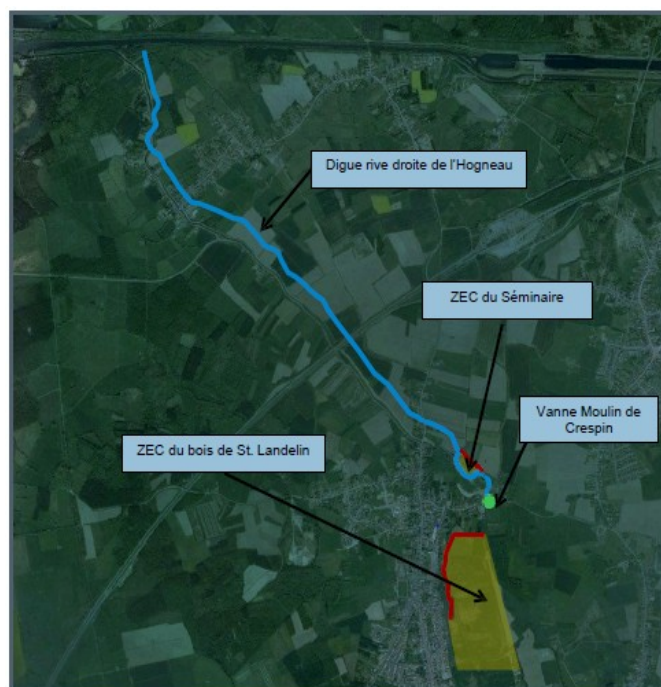 Digue rive droite de l'Hogneau
ZEC du Séminaire
Vanne Moulin de
Crespin
ZEC du bois de St. Landelin